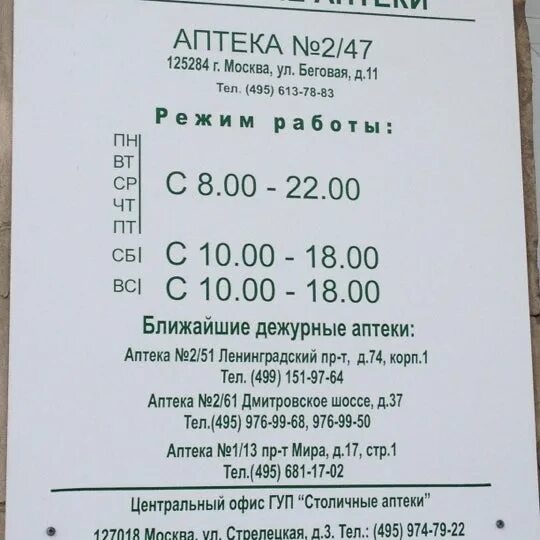 АПТЕКИ
АПТЕКА №2/47
125284 г. Москва, ул. Беговая, д.11
Тел. (495) 613-78-83
Режим работы:
ПН
ВТ
СР С 8.00 - 22.00
ЧТ
ПТ
СБ С 10.00 - 18.00
ВС С 10.00 - 18.00
Ближайшие дежурные аптеки:
Аптека №2/51 Ленинградский пр-т, д.74, корп.1
Тел. (499) 151-97-64
Аптека №2/61 Дмитровское шоссе, д.37
Тел.(495) 976-99-68, 976-99-50
Аптека №1/13 пр-т Мира, д.17, стр.1
Тел.(495) 681-17-02
Центральный офис ГУП "Столичные аптеки"
127018 Москва, ул. Стрелецкая, д.3. Тел.: (495) 974-79-22